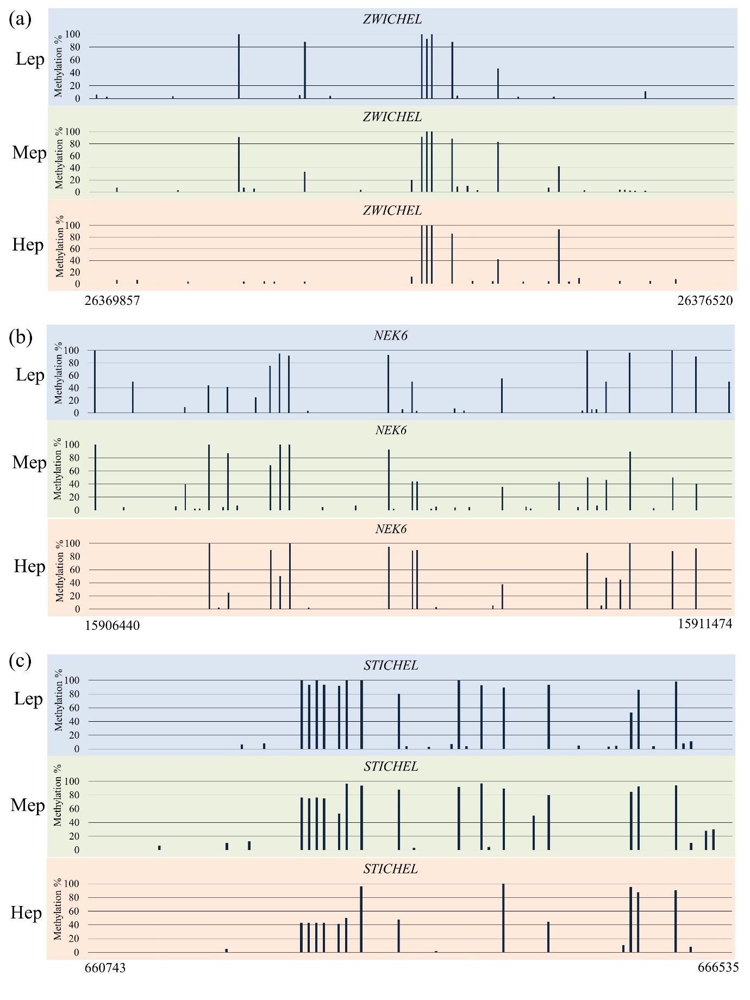 (a)
ZWICHEL
Lep
Methylation %
100
80
60
40
20
0
ZWICHEL
Mep
Methylation %
100
80
60
40
20
0
ZWICHEL
Hep
Methylation %
100
80
60
40
20
0
26369857 26376520
(b)
NEK6
Lep
Methylation %
100
80
60
40
20
0
NEK6
Mep
Methylation %
100
80
60
40
20
0
NEK6
Hep
Methylation %
100
80
60
40
20
0
15906440 15911474
(c)
STICHEL
Lep
Methylation %
100
80
60
40
20
0
STICHEL
Mep
Methylation %
100
80
60
40
20
0
STICHEL
Hep
Methylation %
100
80
60
40
20
0
660743 666535